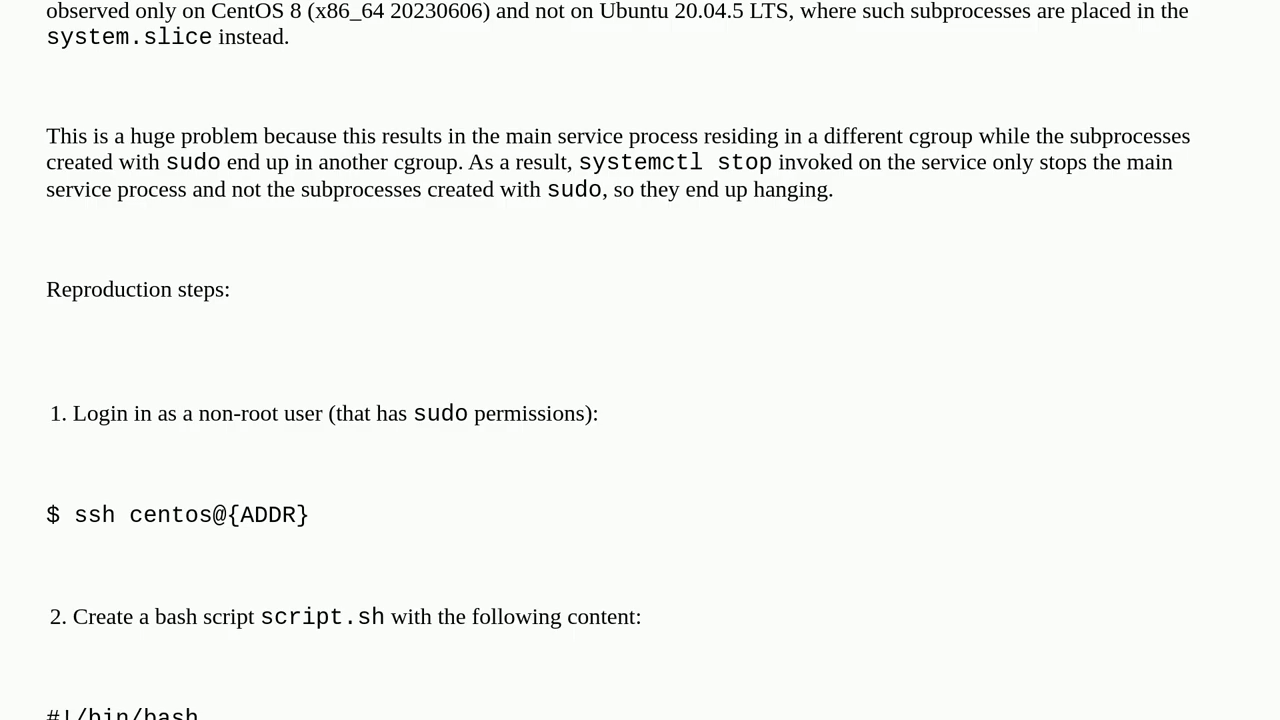 observed only on CentOS 8 (x86_64 20230606) and not on Ubuntu 20.04.5 LTS, where such subprocesses are placed in the
system.slice instead.
This is a huge problem because this results in the main service process residing in a different cgroup while the subprocesses
created with sudo end up in another cgroup. As a result, systemctl stop invoked on the service only stops the main
service process and not the subprocesses created with sudo, so they end up hanging.
Reproduction steps:
1. Login in as a non-root user (that has sudo permissions):
$ ssh centos@{ADDR}
2. Create a bash script script.sh with the following content:
#!/bin/bash